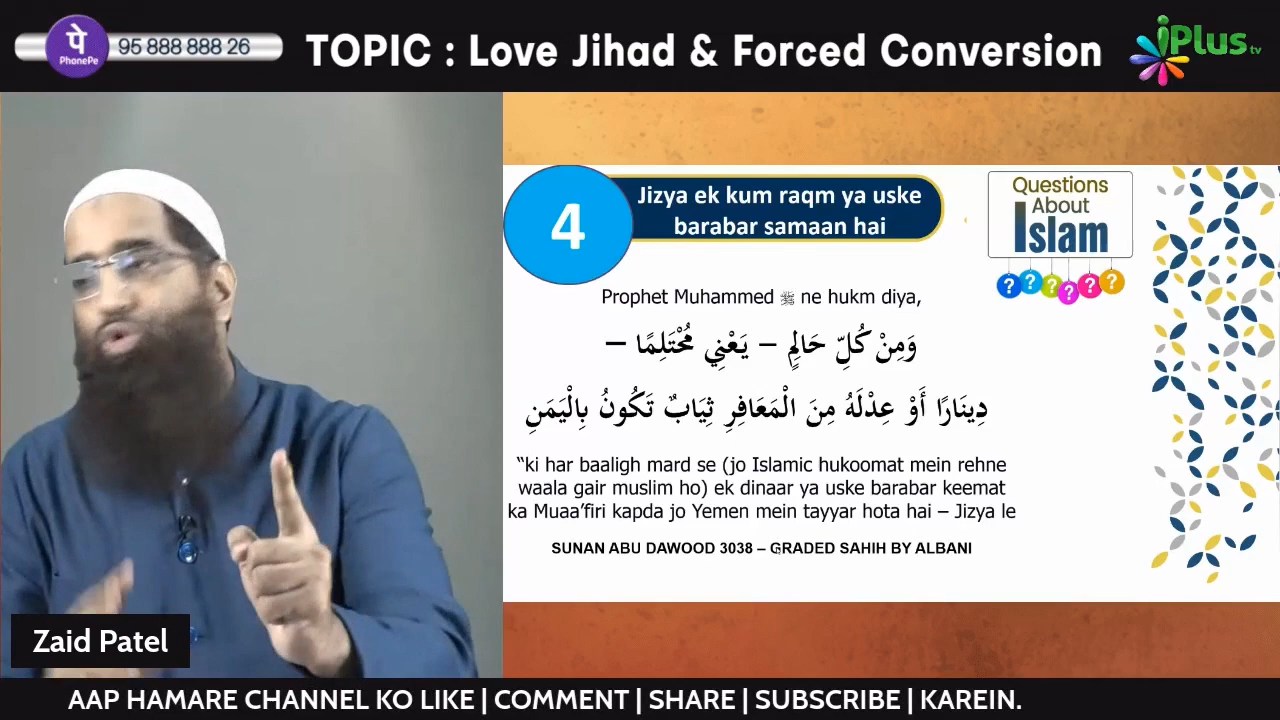 पे
PhonePe
95 888 888 26
TOPIC : Love Jihad & Forced Conversion
iPlus tv
4
Jizya ek kum raqm ya uske
barabar samaan hai
Questions
About
Islam
? ? ? ? ? ?
Prophet Muhammed ﷺ ne hukm diya,
وَمِنْ كُلِّ حَالِمٍ – يَعْنِي مُحْتَلِمًا –
دِينَارًا أَوْ عِدْلَهُ مِنَ الْمَعَافِرِ ثِيَابٌ تَكُونُ بِالْيَمَنِ
“ki har baaligh mard se (jo Islamic hukoomat mein rehne
waala gair muslim ho) ek dinaar ya uske barabar keemat
ka Muaa’firi kapda jo Yemen mein tayyar hota hai – Jizya le
SUNAN ABU DAWOOD 3038 – GRADED SAHIH BY ALBANI
Zaid Patel
AAP HAMARE CHANNEL KO LIKE | COMMENT | SHARE | SUBSCRIBE | KAREIN.